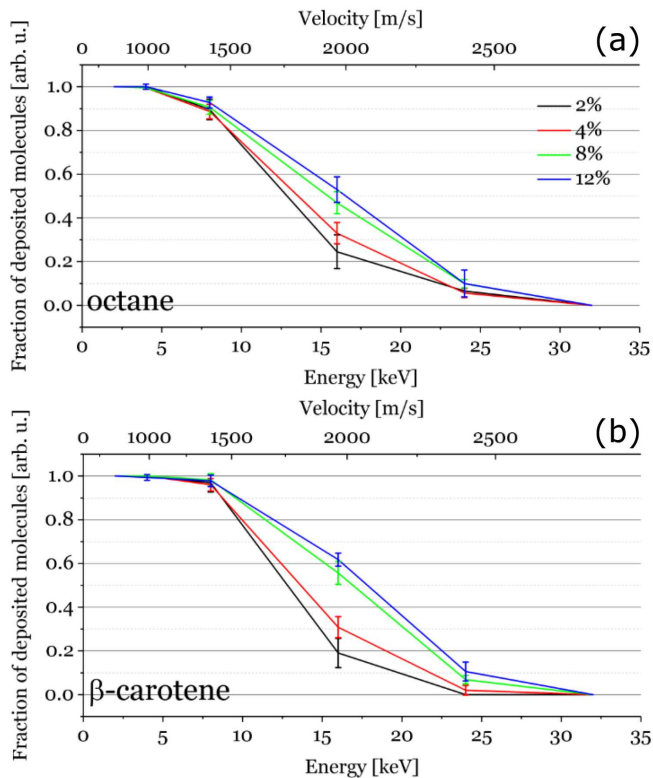 Velocity [m/s]
0 1000 1500 2000 2500
(a)
Fraction of deposited molecules [arb. u.]
1.0
0.8
0.6
0.4
0.2
0.0
2%
4%
8%
12%
octane
0 5 10 15 20 25 30 35
Energy [keV]
Velocity [m/s]
0 1000 1500 2000 2500
(b)
Fraction of deposited molecules [arb. u.]
1.0
0.8
0.6
0.4
0.2
0.0
β-carotene
0 5 10 15 20 25 30 35
Energy [keV]